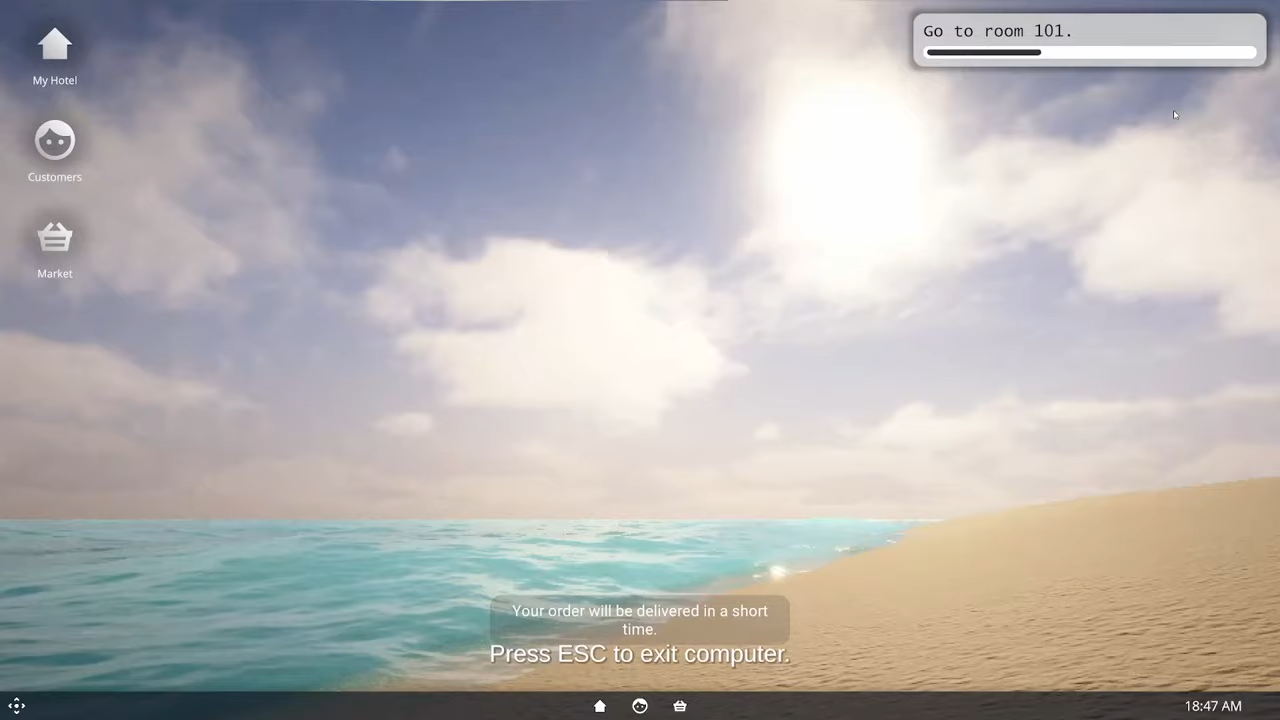 My Hotel
Customers
Market
Go to room 101.
Your order will be delivered in a short
time.
Press ESC to exit computer.
18:47 AM